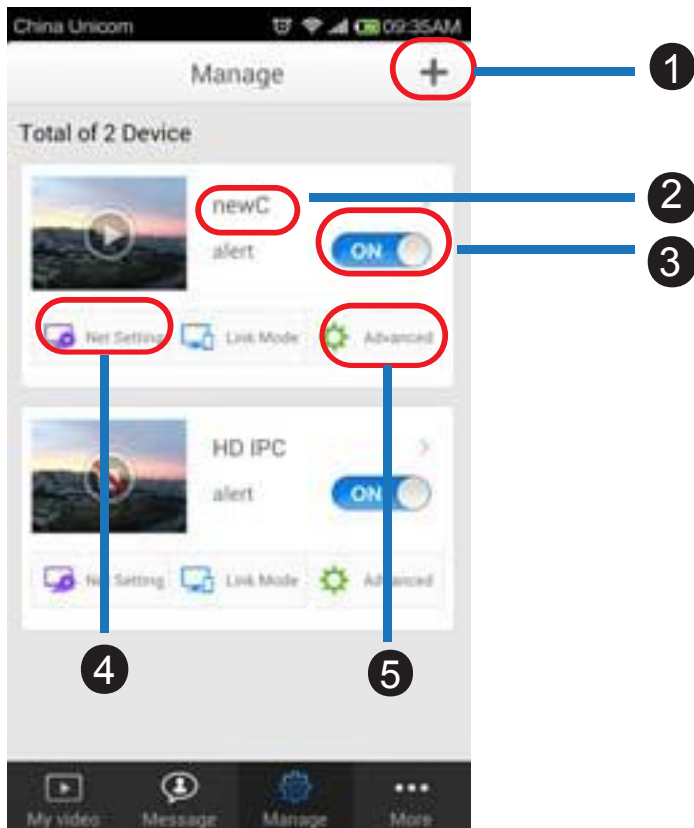 China Unicom 09:35AM
Manage +
1
Total of 2 Device
newC
2
alert ON
3
Net Setting Link Mode Advanced
HD IPC
alert ON
Net Setting Link Mode Advanced
4 5
My video Message Manage More